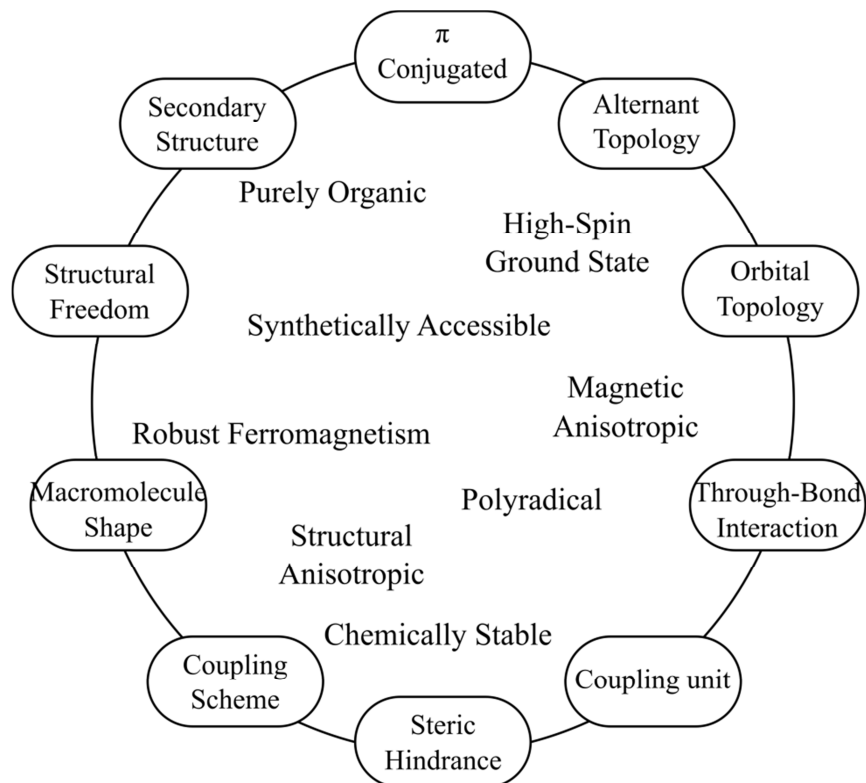 π
Conjugated
Secondary
Structure
Alternant
Topology
Purely Organic
High-Spin
Ground State
Structural
Freedom
Orbital
Topology
Synthetically Accessible
Magnetic
Anisotropic
Robust Ferromagnetism
Macromolecule
Shape
Polyradical
Through-Bond
Interaction
Structural
Anisotropic
Chemically Stable
Coupling
Scheme
Coupling unit
Steric
Hindrance